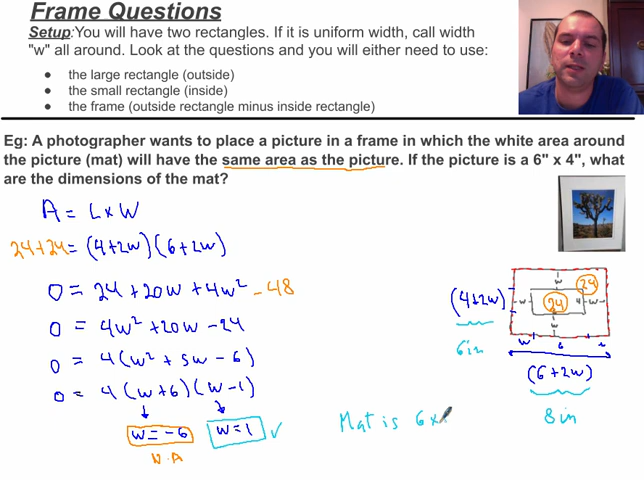 Frame Questions
Setup:You will have two rectangles. If it is uniform width, call width
"w" all around. Look at the questions and you will either need to use:
• the large rectangle (outside)
• the small rectangle (inside)
• the frame (outside rectangle minus inside rectangle)
Eg: A photographer wants to place a picture in a frame in which the white area around
the picture (mat) will have the same area as the picture. If the picture is a 6" x 4", what
are the dimensions of the mat?
A = L x W
24+24 = (4+2w)(6+2w)
0 = 24 + 20w + 4w² - 48
0 = 4w² + 20w - 24
0 = 4(w² + 5w - 6)
0 = 4(w+6)(w-1)
w = -6 w = 1 ✓
N.A
w 24
(4+2w) w 24 4 w
w
6in w 6 w
(6+2w)
8in
Mat is 6 x